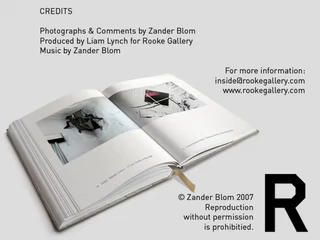 CREDITS
Photographs & Comments by Zander Blom
Produced by Liam Lynch for Rooke Gallery
Music by Zander Blom
For more information:
inside@rookegallery.com
www.rookegallery.com
© Zander Blom 2007
Reproduction
without permission
is prohibitied.
R